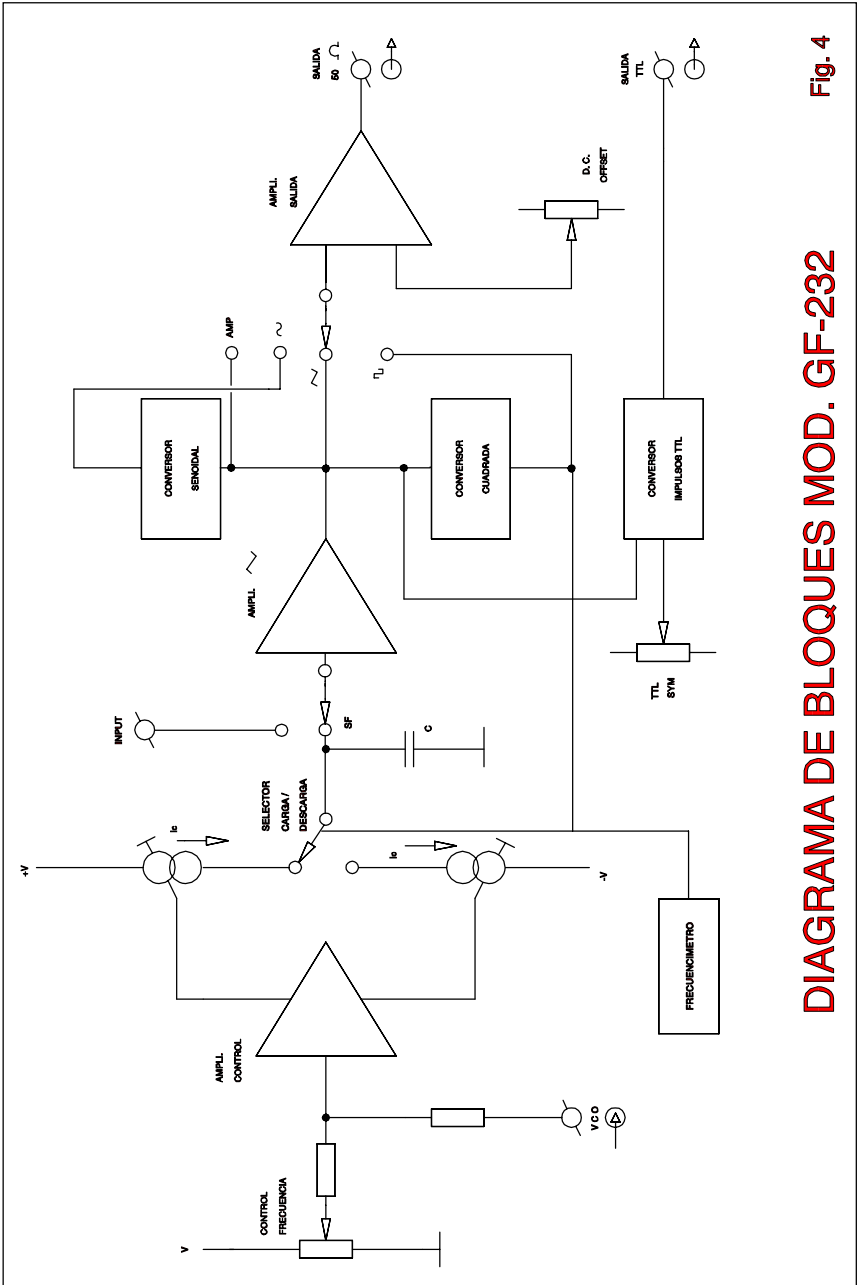 +V
Ic
INPUT
CONVERSOR
SENOIDAL
AMP
AMPLI.
SALIDA
SALIDA
50 Ω
SELECTOR
CARGA /
DESCARGA
SF
AMPLI.
AMPLI.
CONTROL
V
CONTROL
FRECUENCIA
Ic
C
-V
CONVERSOR
CUADRADA
D.C.
OFFSET
VCO
FRECUENCIMETRO
TTL
SYM
CONVERSOR
IMPULSOS TTL
SALIDA
TTL
DIAGRAMA DE BLOQUES MOD. GF-232
Fig. 4